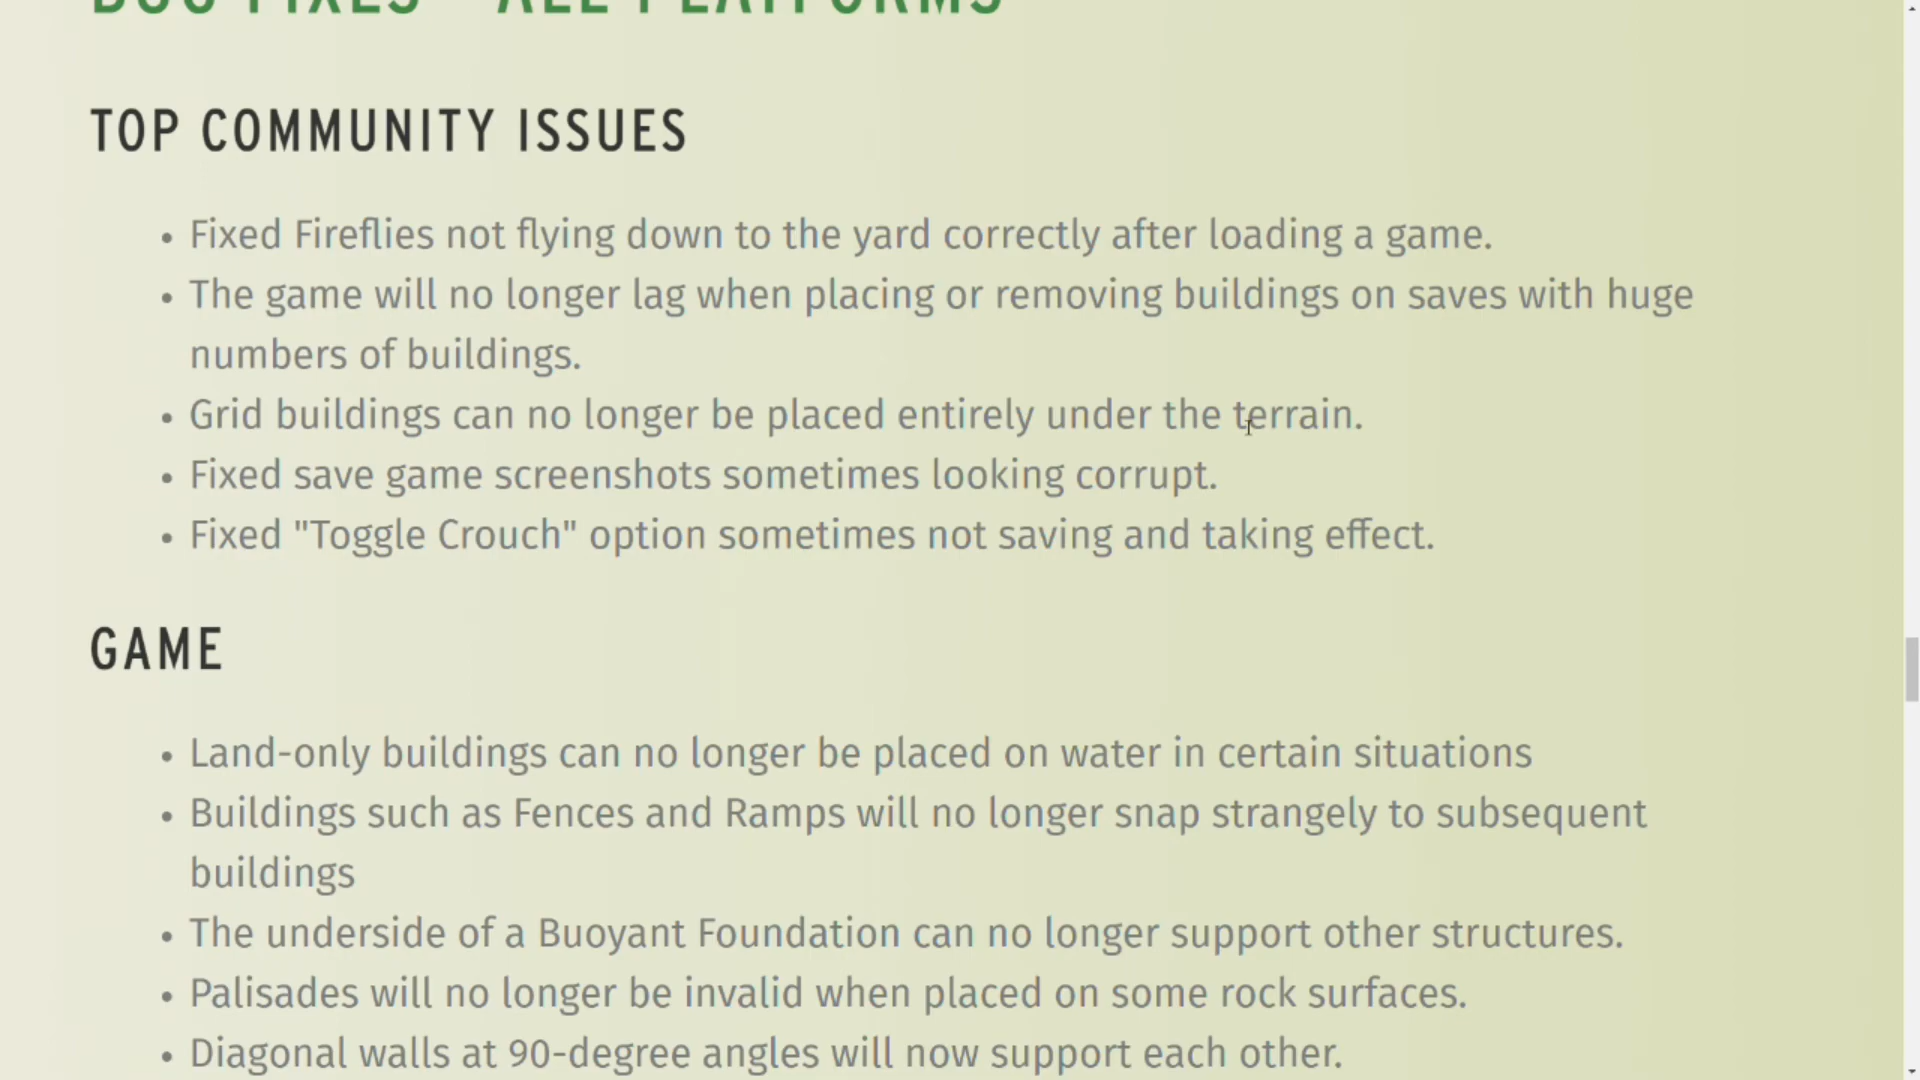 BUG FIXES - ALL PLATFORMS
TOP COMMUNITY ISSUES
• Fixed Fireflies not flying down to the yard correctly after loading a game.
• The game will no longer lag when placing or removing buildings on saves with huge
numbers of buildings.
• Grid buildings can no longer be placed entirely under the terrain.
• Fixed save game screenshots sometimes looking corrupt.
• Fixed "Toggle Crouch" option sometimes not saving and taking effect.
GAME
• Land-only buildings can no longer be placed on water in certain situations
• Buildings such as Fences and Ramps will no longer snap strangely to subsequent
buildings
• The underside of a Buoyant Foundation can no longer support other structures.
• Palisades will no longer be invalid when placed on some rock surfaces.
• Diagonal walls at 90-degree angles will now support each other.